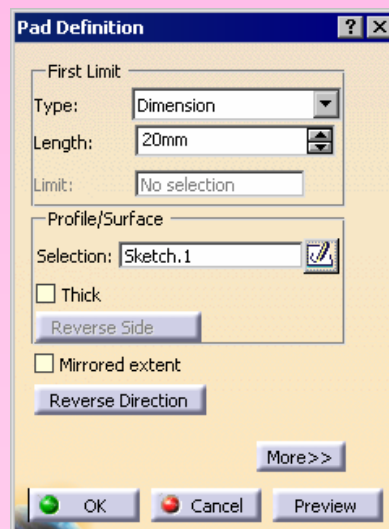 Pad Definition
First Limit
Type: Dimension
Length: 20mm
Limit: No selection
Profile/Surface
Selection: Sketch.1
Thick
Reverse Side
Mirrored extent
Reverse Direction
More>>
OK Cancel Preview